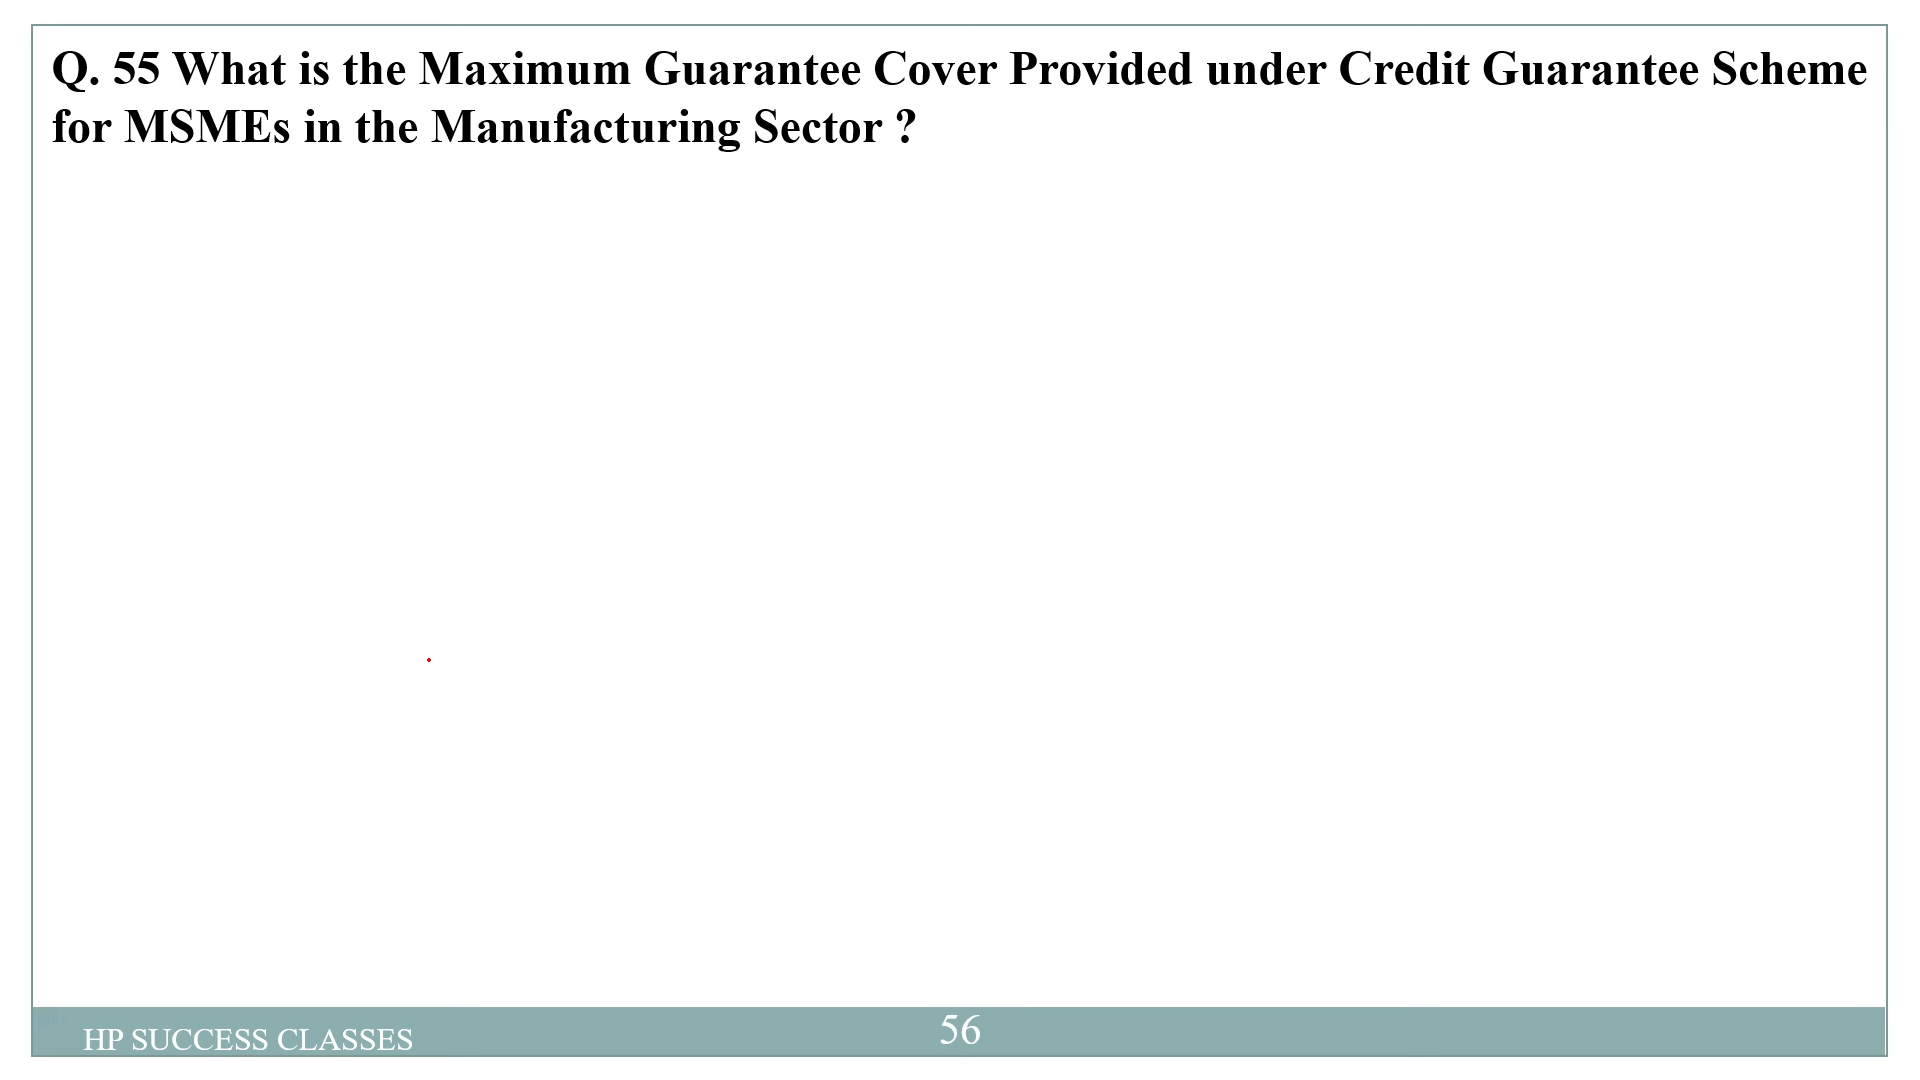 Q. 55 What is the Maximum Guarantee Cover Provided under Credit Guarantee Scheme
for MSMEs in the Manufacturing Sector ?
HP SUCCESS CLASSES
56